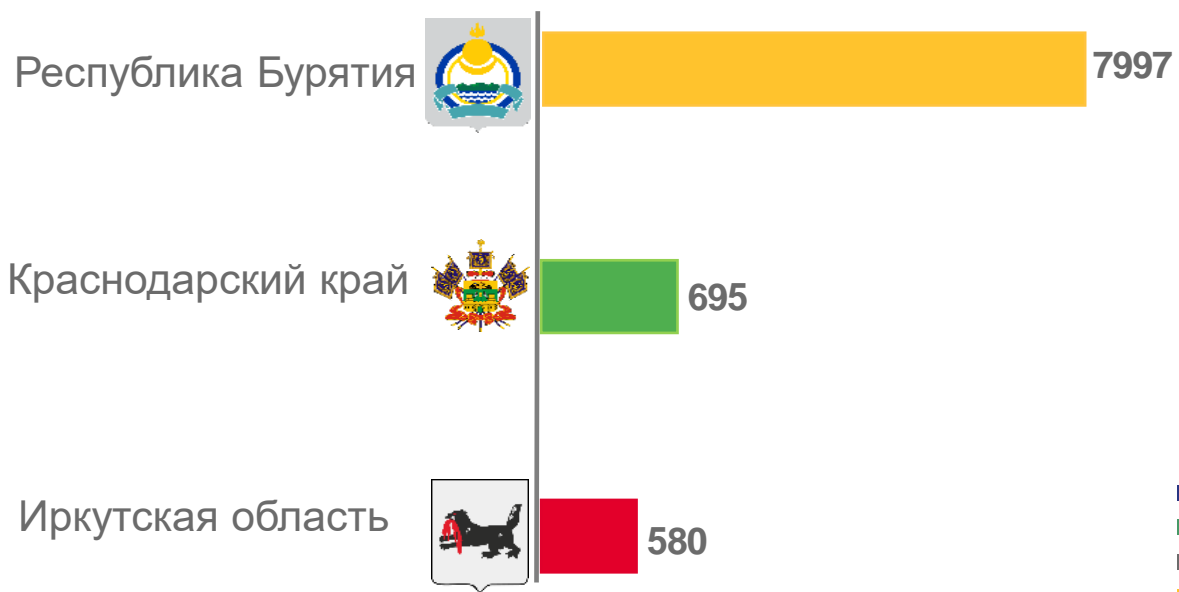 Республика Бурятия
7997
Краснодарский край
695
Иркутская область
580